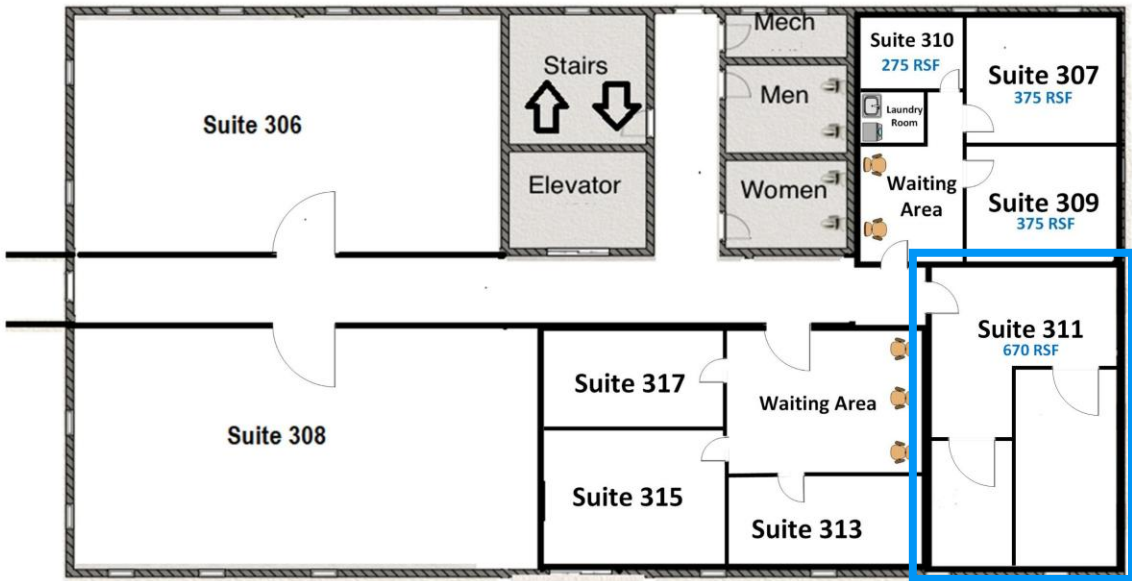 Mech
Suite 310
275 RSF
Suite 307
375 RSF
Stairs
Men
Laundry
Room
Suite 306
Elevator
Women
Waiting
Area
Suite 309
375 RSF
Suite 311
670 RSF
Suite 317
Waiting Area
Suite 308
Suite 315
Suite 313